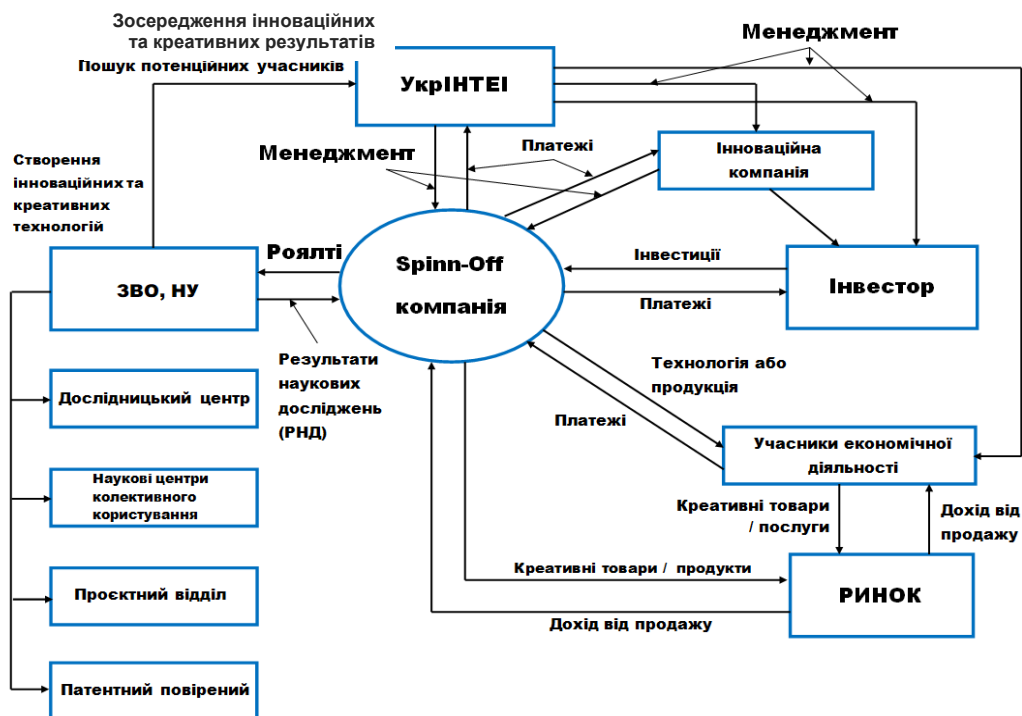 Зосередження інноваційних
та креативних результатів
Пошук потенційних учасників
УкрІНТЕІ
Менеджмент
Менеджмент
Платежі
Інноваційна
компанія
Створення
інноваційних та
креативних
технологій
Роялті
ЗВО, НУ
Spinn-Off
компанія
Інвестиції
Платежі
Інвестор
Результати
наукових
досліджень
(РНД)
Технологія або
продукція
Платежі
Дослідницький центр
Учасники економічної
діяльності
Наукові центри
колективного
користування
Креативні товари
/ послуги
Дохід від
продажу
Креативні товари / продукти
Дохід від продажу
РИНОК
Проєктний відділ
Патентний повірений